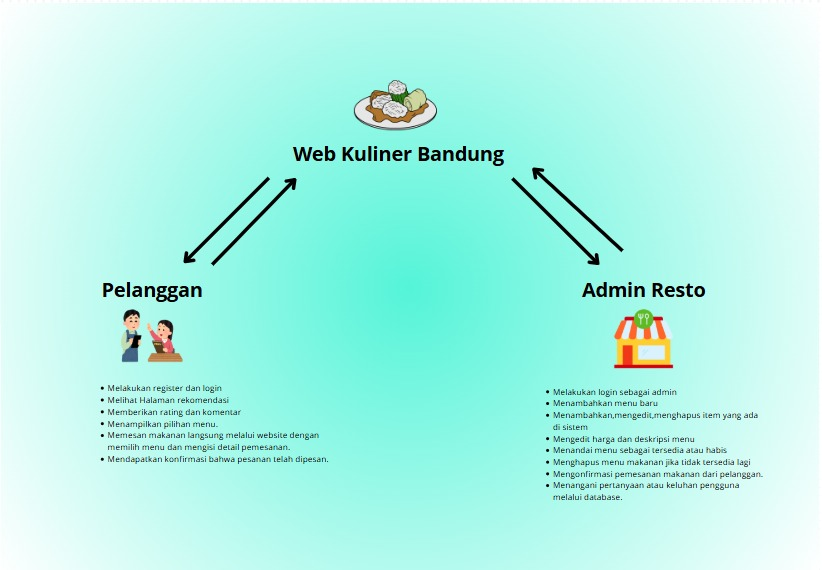 Web Kuliner Bandung
Pelanggan
• Melakukan register dan login
• Melihat Halaman rekomendasi
• Memberikan rating dan komentar
• Menampilkan pilihan menu.
• Memesan makanan langsung melalui website dengan
memilih menu dan mengisi detail pemesanan.
• Mendapatkan konfirmasi bahwa pesanan telah dipesan.
Admin Resto
• Melakukan login sebagai admin
• Menambahkan menu baru
• Menambahkan,mengedit,menghapus item yang ada
di sistem
• Mengedit harga dan deskripsi menu
• Menandai menu sebagai tersedia atau habis
• Menghapus menu makanan jika tidak tersedia lagi
• Mengonfirmasi pemesanan makanan dari pelanggan.
• Menangani pertanyaan atau keluhan pengguna
melalui database.